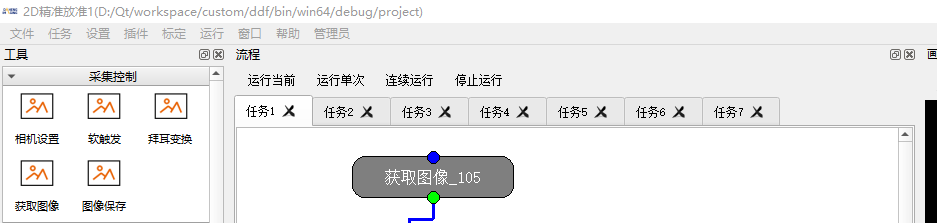 2D精准放准1(D:/Qt/workspace/custom/ddf/bin/win64/debug/project)
文件 任务 设置 插件 标定 运行 窗口 帮助 管理员
工具
流程
采集控制
相机设置 软触发 拜耳变换
获取图像 图像保存
运行当前 运行单次 连续运行 停止运行
任务1 任务2 任务3 任务4 任务5 任务6 任务7
获取图像_105